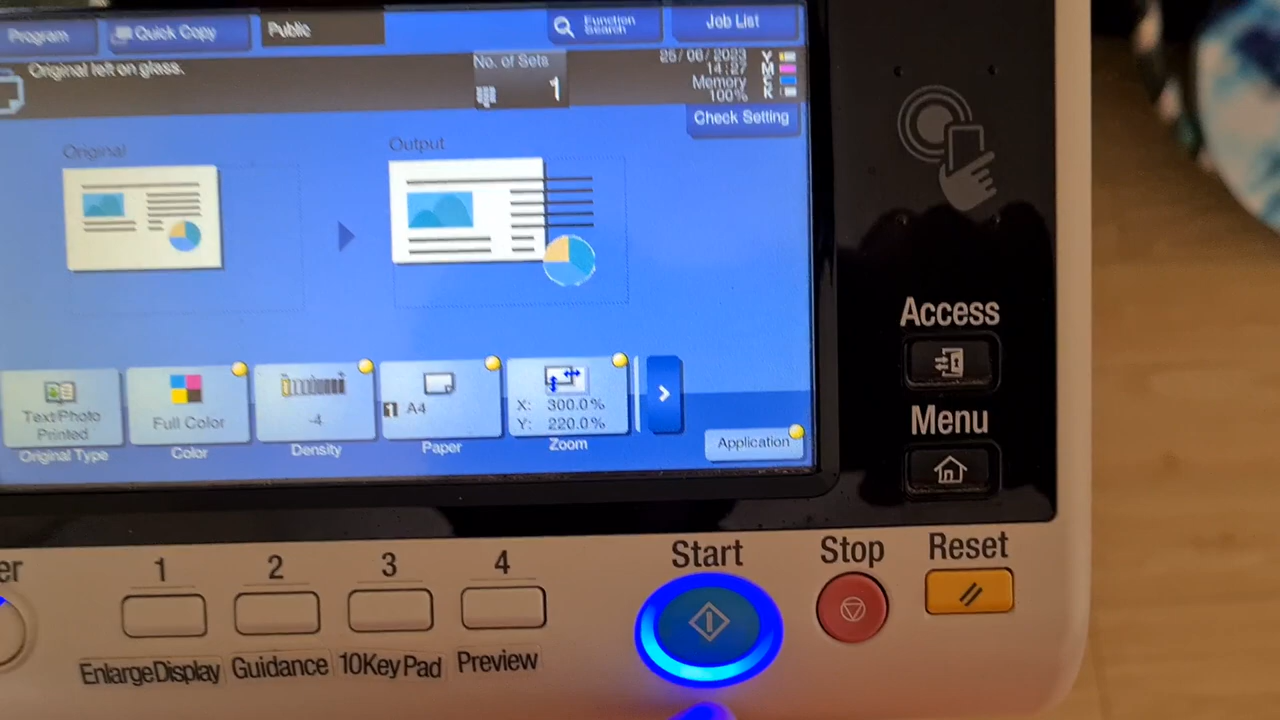 Program
Quick Copy
Public
Function
Search
Job List
Original left on glass.
No. of Sets
1
25/06/2023
14:27
Memory
100%
Y
M
C
K
Check Setting
Original
Output
Text/Photo
Printed
Original Type
Full Color
Color
-4
Density
1 A4
Paper
X: 300.0%
Y: 220.0%
Zoom
Application
Access
Menu
er
1
2
3
4
Start
Stop
Reset
Enlarge Display
Guidance
10Key Pad
Preview